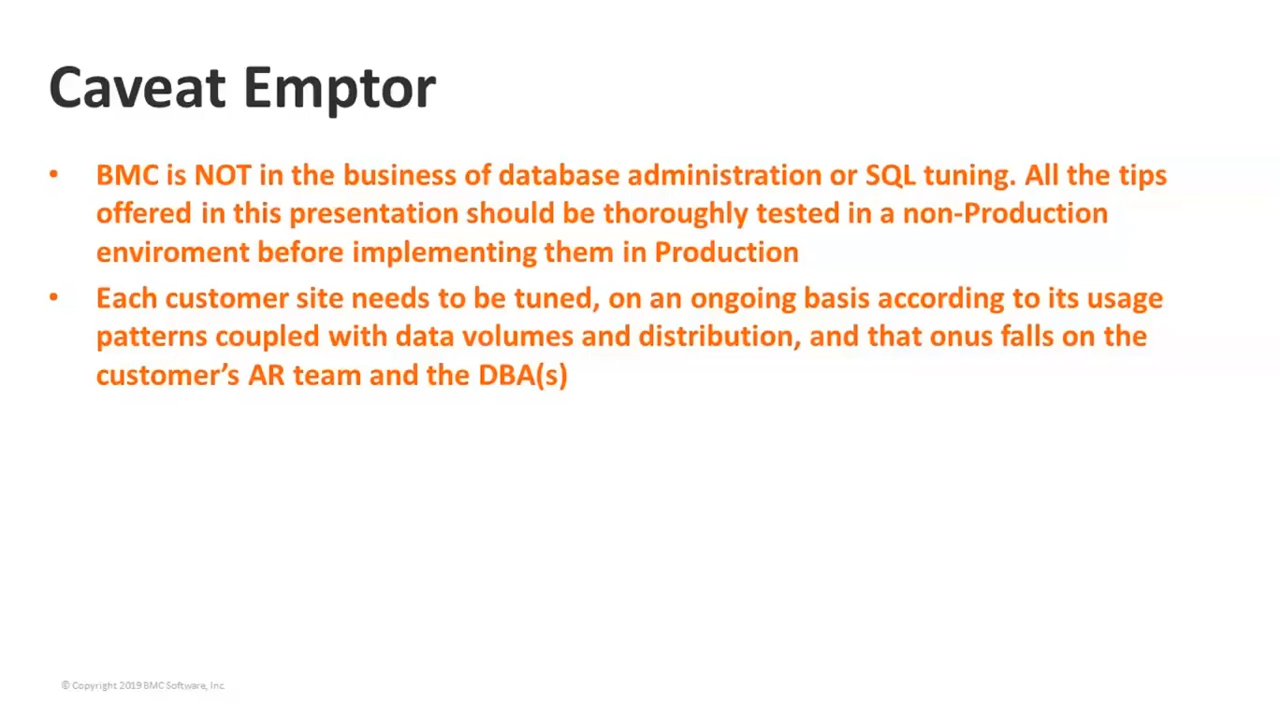 Caveat Emptor
• BMC is NOT in the business of database administration or SQL tuning. All the tips
offered in this presentation should be thoroughly tested in a non-Production
enviroment before implementing them in Production
• Each customer site needs to be tuned, on an ongoing basis according to its usage
patterns coupled with data volumes and distribution, and that onus falls on the
customer’s AR team and the DBA(s)
© Copyright 2019 BMC Software, Inc.